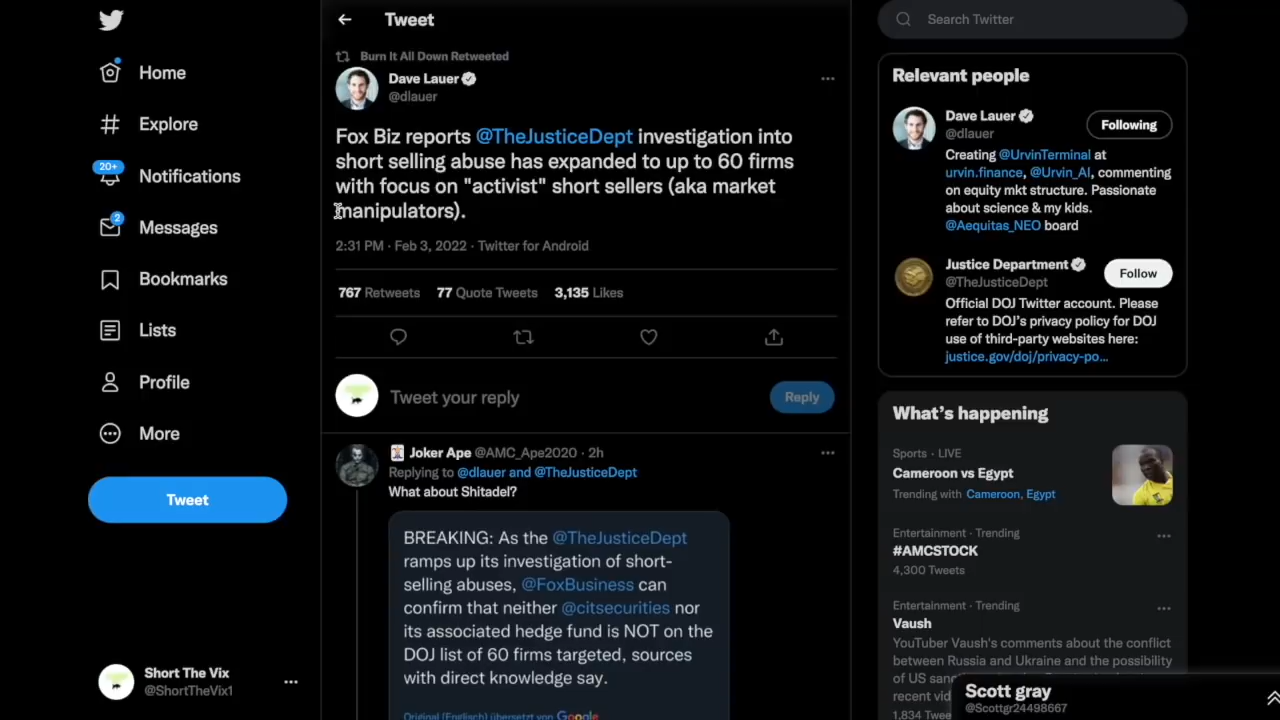 Home
Explore
20+
Notifications
2
Messages
Bookmarks
Lists
Profile
More
Tweet
Short The Vix
@ShortTheVix1
Tweet
Burn It All Down Retweeted
Dave Lauer
@dlauer
Fox Biz reports @TheJusticeDept investigation into
short selling abuse has expanded to up to 60 firms
with focus on "activist" short sellers (aka market
manipulators).
2:31 PM · Feb 3, 2022 · Twitter for Android
767 Retweets 77 Quote Tweets 3,135 Likes
Tweet your reply
Reply
Joker Ape @AMC_Ape2020 · 2h
Replying to @dlauer and @TheJusticeDept
What about Shitadel?
BREAKING: As the @TheJusticeDept
ramps up its investigation of short-
selling abuses, @FoxBusiness can
confirm that neither @citsecurities nor
its associated hedge fund is NOT on the
DOJ list of 60 firms targeted, sources
with direct knowledge say.
Original (Englisch) übersetzt von Google
Search Twitter
Relevant people
Dave Lauer
@dlauer
Following
Creating @UrvinTerminal at
urvin.finance, @Urvin_AI, commenting
on equity mkt structure. Passionate
about science & my kids.
@Aequitas_NEO board
Justice Department
@TheJusticeDept
Follow
Official DOJ Twitter account. Please
refer to DOJ's privacy policy for DOJ
use of third-party websites here:
justice.gov/doj/privacy-po...
What's happening
Sports · LIVE
Cameroon vs Egypt
Trending with Cameroon, Egypt
Entertainment · Trending
#AMCSTOCK
4,300 Tweets
Entertainment · Trending
Vaush
YouTuber Vaush's comments about the conflict
between Russia and Ukraine and the possibility
of US
recent
1,834
Scott gray
@Scottgr24498667